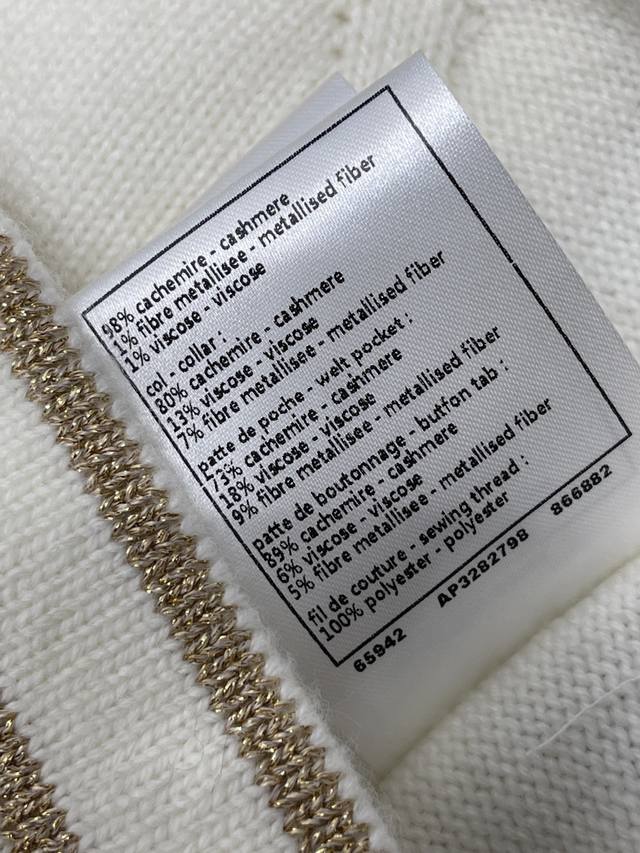 98% cachemire - cashmere
1% fibre metallisee - metallised fiber
1% viscose - viscose
col - collar :
80% cachemire - cashmere
13% viscose - viscose
7% fibre metallisee - metallised fiber
patte de poche - welt pocket :
73% cachemire - cashmere
18% viscose - viscose
9% fibre metallisee - metallised fiber
patte de boutonnage - button tab :
89% cachemire - cashmere
6% viscose - viscose
5% fibre metallisee - metallised fiber
fil de couture - sewing thread :
100% polyester - polyester
65942 AP3282798 866882